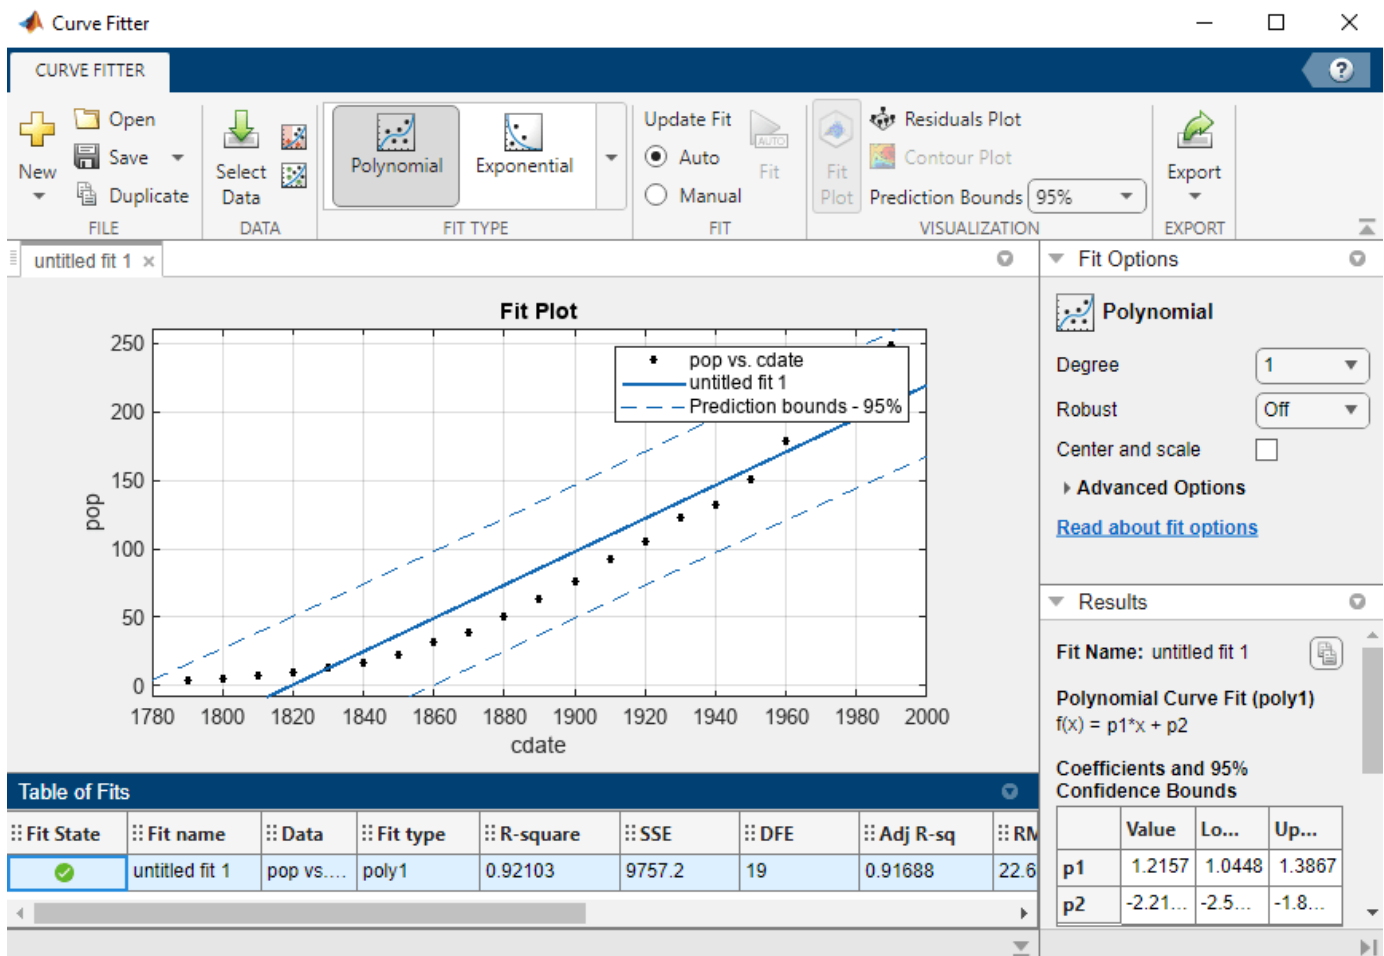 Curve Fitter
CURVE FITTER
?
New
Open
Save
Duplicate
FILE
Select
Data
DATA
Polynomial
Exponential
FIT TYPE
Update Fit
Auto
Manual
AUTO
Fit
FIT
Fit
Plot
Residuals Plot
Contour Plot
Prediction Bounds 95%
VISUALIZATION
Export
EXPORT
untitled fit 1
Fit Plot
pop vs. cdate
untitled fit 1
Prediction bounds - 95%
250
200
150
100
50
0
pop
1780 1800 1820 1840 1860 1880 1900 1920 1940 1960 1980 2000
cdate
Table of Fits
Fit State Fit name Data Fit type R-square SSE DFE Adj R-sq RM
untitled fit 1 pop vs.... poly1 0.92103 9757.2 19 0.91688 22.6
Fit Options
Polynomial
Degree 1
Robust Off
Center and scale
Advanced Options
Read about fit options
Results
Fit Name: untitled fit 1
Polynomial Curve Fit (poly1)
f(x) = p1*x + p2
Coefficients and 95%
Confidence Bounds
Value Lo... Up...
p1 1.2157 1.0448 1.3867
p2 -2.21... -2.5... -1.8...